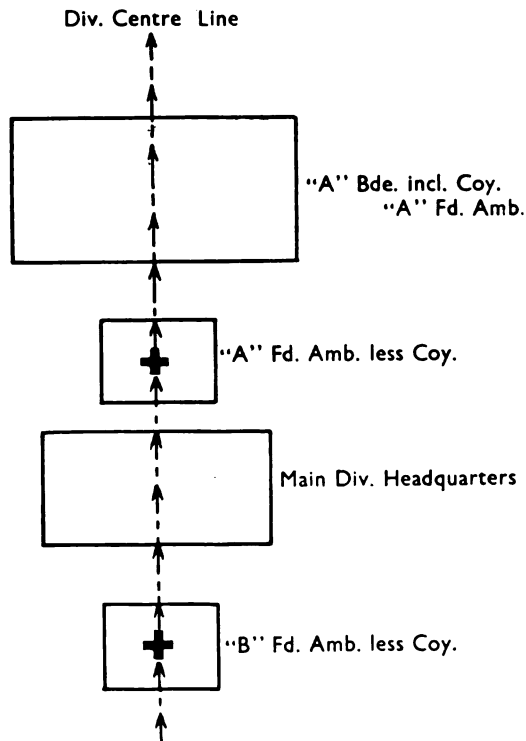 Div. Centre Line
"A" Bde. incl. Coy.
"A" Fd. Amb.
"A" Fd. Amb. less Coy.
Main Div. Headquarters
"B" Fd. Amb. less Coy.